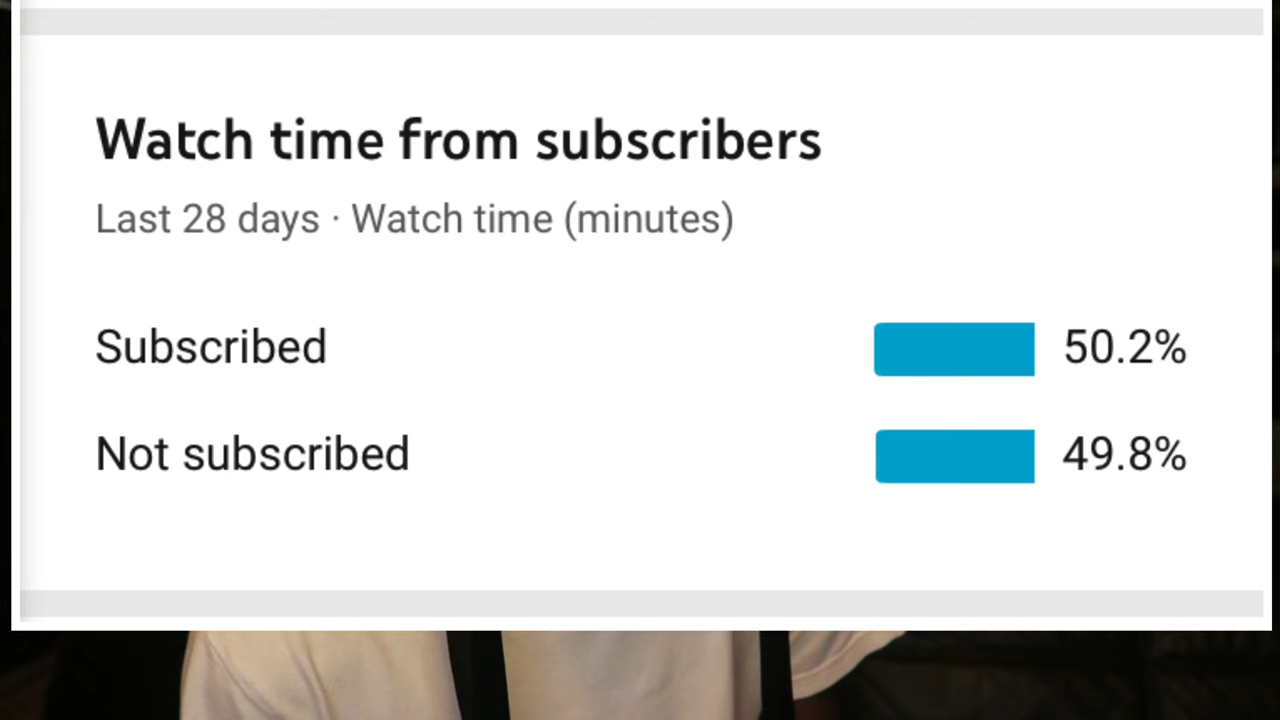 Watch time from subscribers
Last 28 days · Watch time (minutes)
Subscribed 50.2%
Not subscribed 49.8%